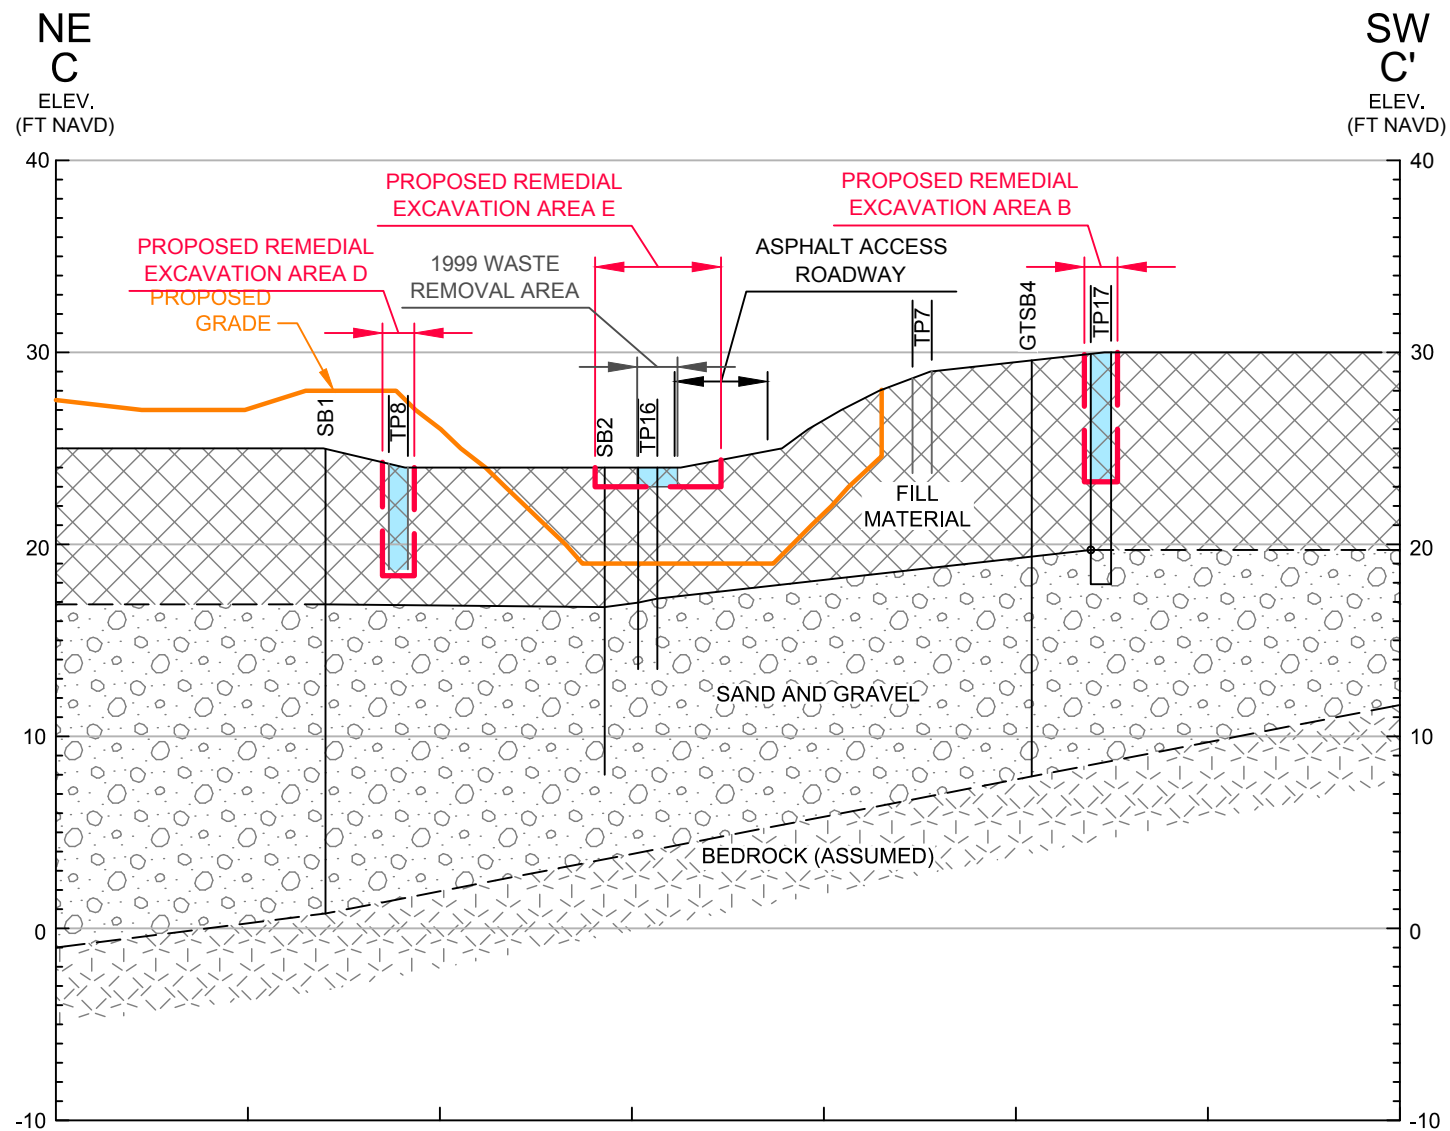 NE
C
ELEV.
(FT NAVD)
SW
C'
ELEV.
(FT NAVD)
40
40
PROPOSED REMEDIAL
EXCAVATION AREA E
PROPOSED REMEDIAL
EXCAVATION AREA B
PROPOSED REMEDIAL
EXCAVATION AREA D
1999 WASTE
REMOVAL AREA
ASPHALT ACCESS
ROADWAY
PROPOSED
GRADE
30
30
SB1
TP8
SB2
TP16
TP7
GTSB4
TP17
FILL
MATERIAL
20
20
SAND AND GRAVEL
10
10
BEDROCK (ASSUMED)
0
0
-10
-10